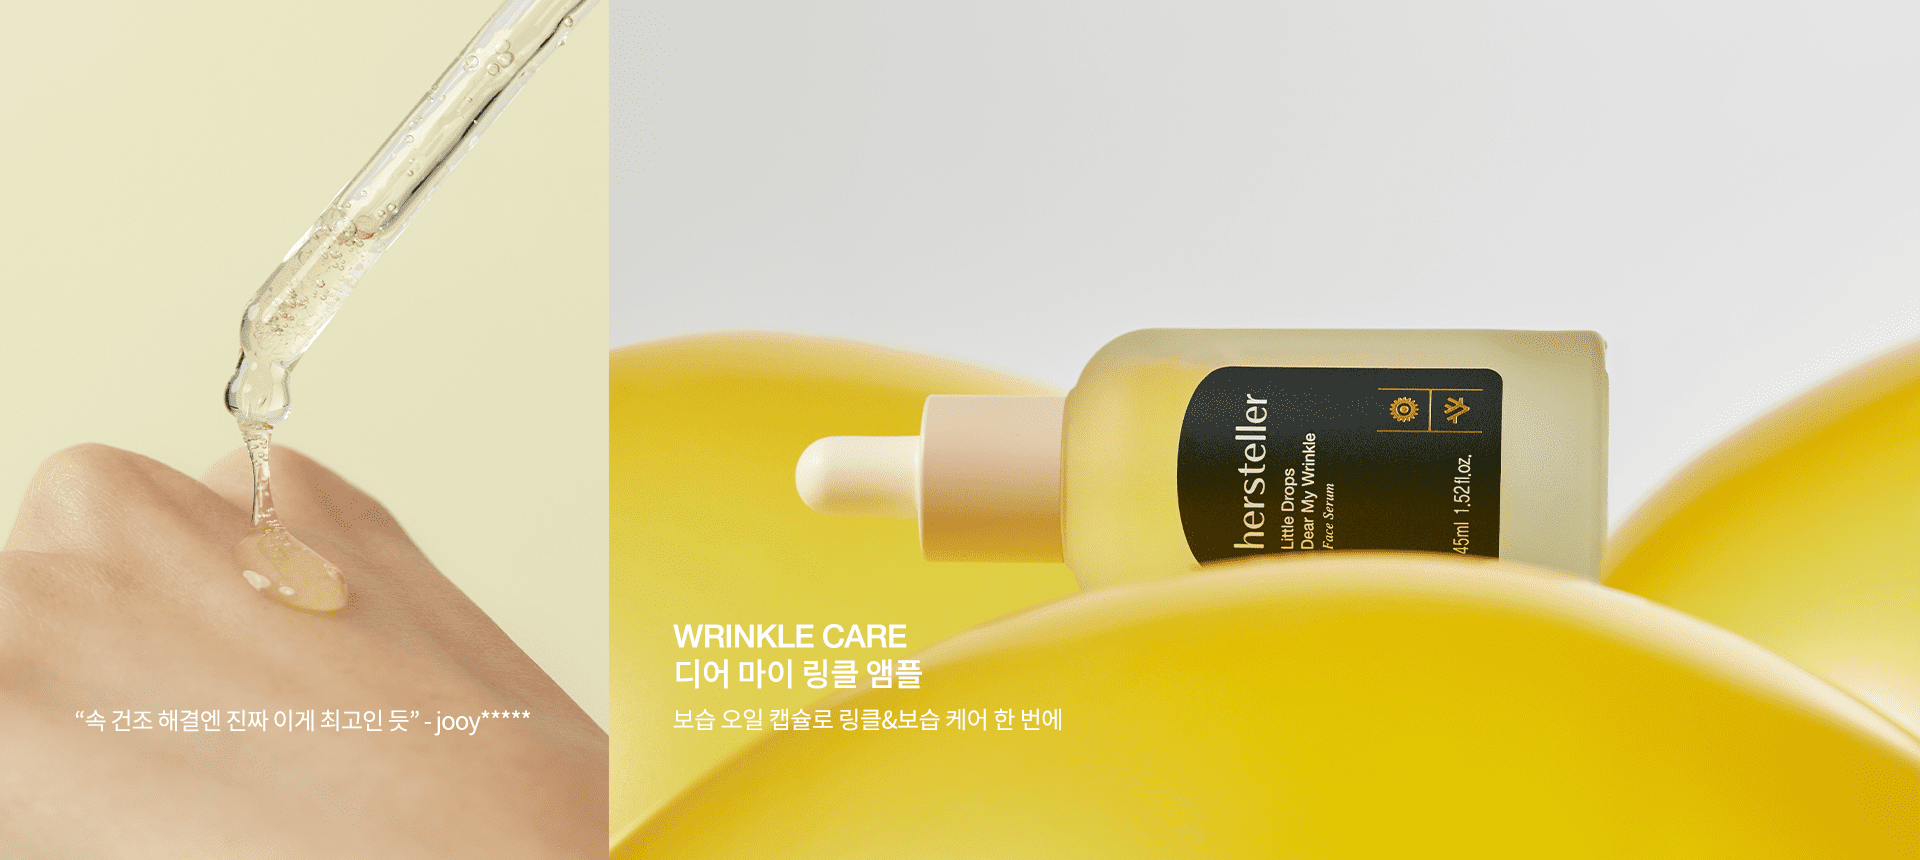 “속 건조 해결엔 진짜 이게 최고인 듯” - jooy*****
hersteller
Little Drops
Dear My Wrinkle
Face Serum
45ml 1.52fl.oz.
WRINKLE CARE
디어 마이 링클 앰플
보습 오일 캡슐로 링클&보습 케어 한 번에